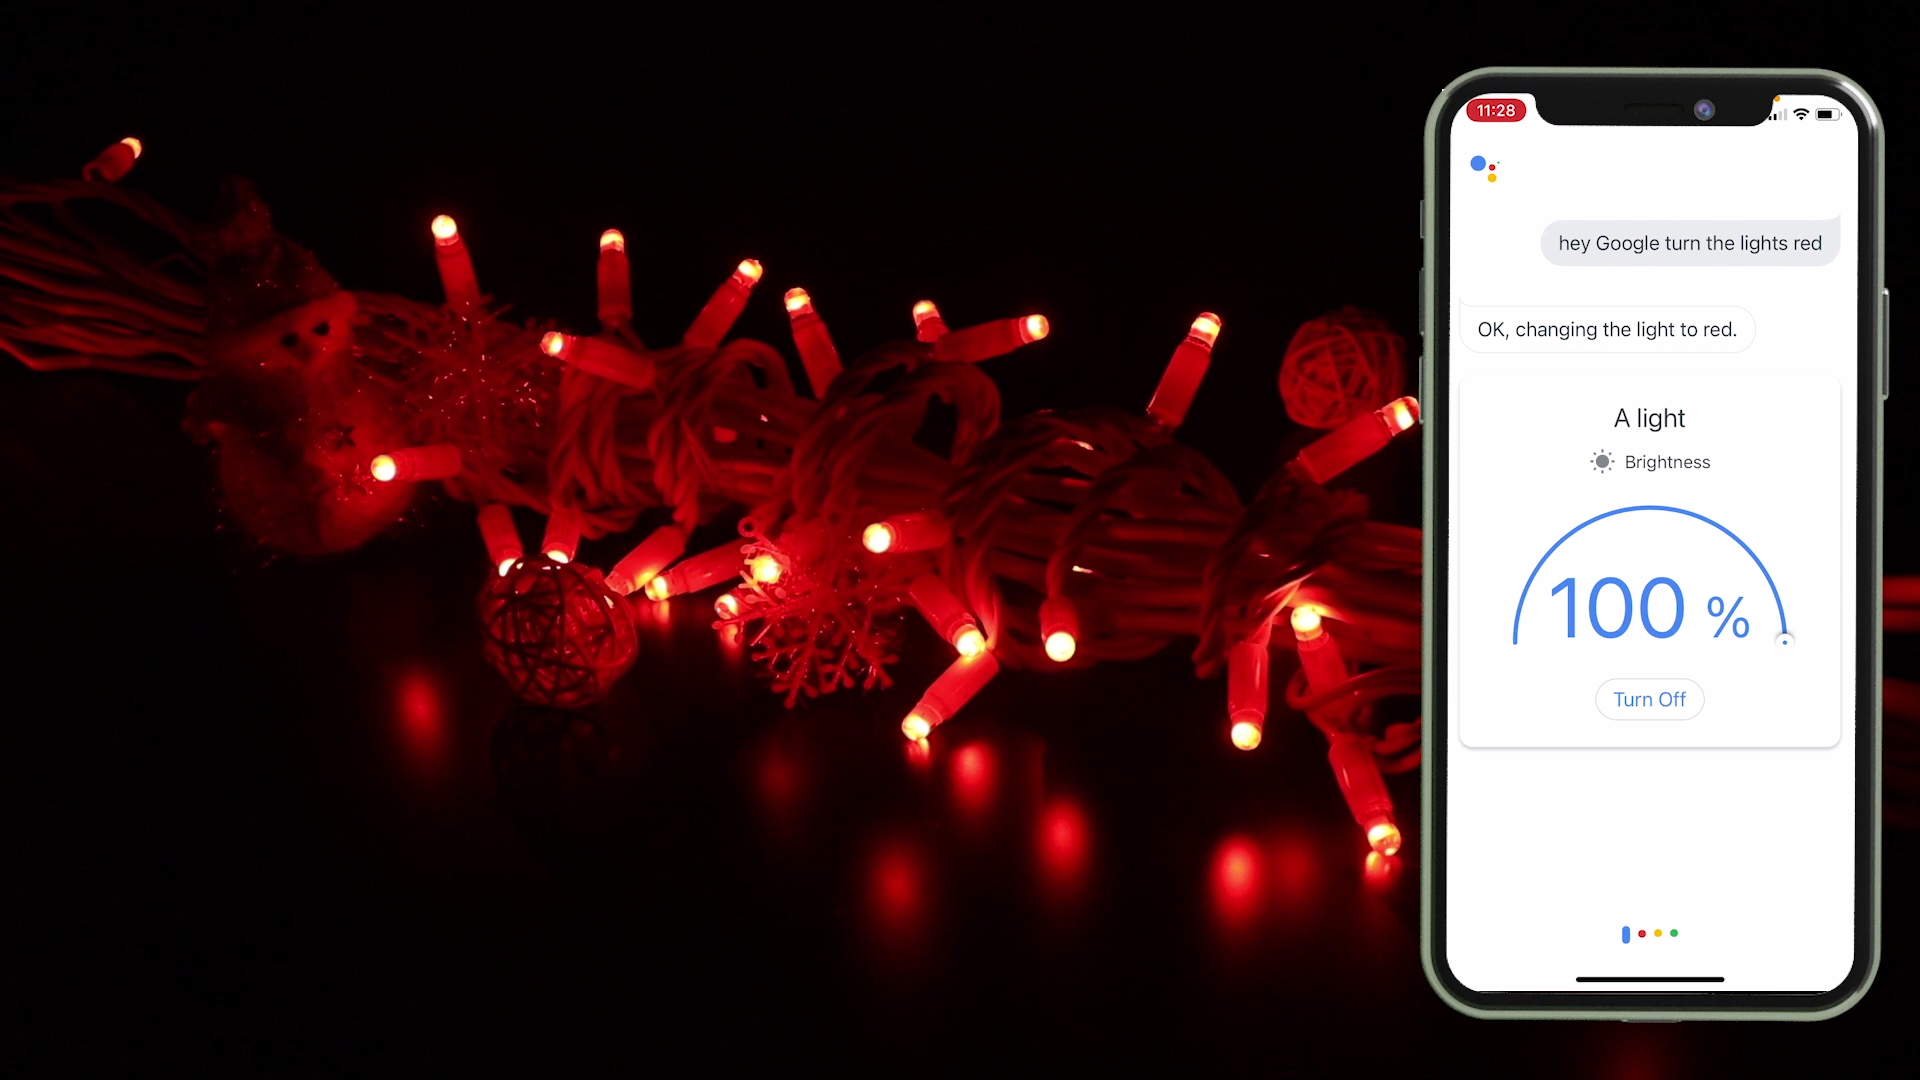 11:28
hey Google turn the lights red
OK, changing the light to red.
A light
Brightness
100 %
Turn Off